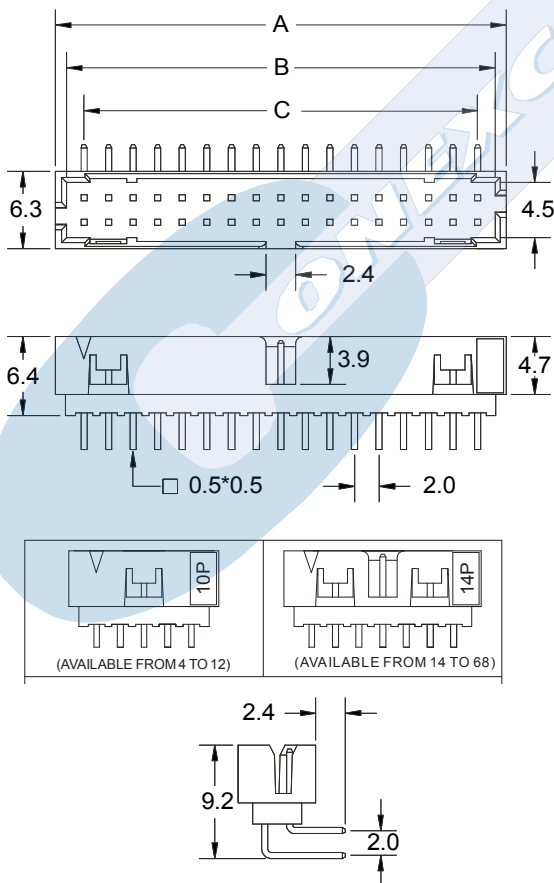 A
B
C
6.3
4.5
2.4
ONEXC
6.4
3.9
4.7
□ 0.5*0.5
2.0
10P
14P
(AVAILABLE FROM 4 TO 12)
(AVAILABLE FROM 14 TO 68)
2.4
9.2
2.0